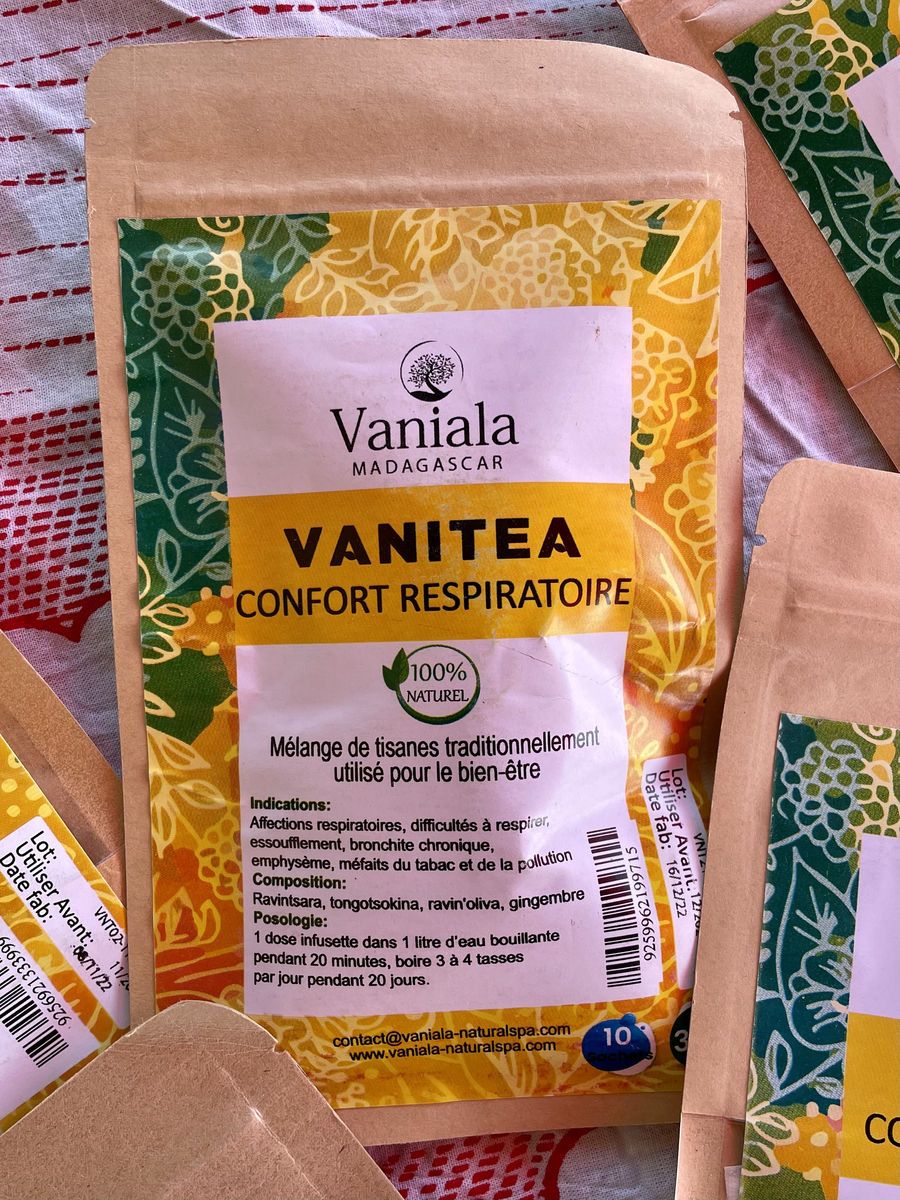 Vaniala
MADAGASCAR
VANITEA
CONFORT RESPIRATOIRE
100%
NATUREL
Mélange de tisanes traditionnellement
utilisé pour le bien-être
Indications:
Affections respiratoires, difficultés à respirer,
essoufflement, bronchite chronique,
emphysème, méfaits du tabac et de la pollution
Composition:
Ravintsara, tongotsokina, ravin'oliva, gingembre
Posologie:
1 dose infusette dans 1 litre d'eau bouillante
pendant 20 minutes, boire 3 à 4 tasses
par jour pendant 20 jours.
9259962199715
Lot:
Utiliser Avant:
Date fab: 16/12/22
contact@vaniala-naturalspa.com
www.vaniala-naturalspa.com
10
Sachets
3
Lot:
Utiliser Avant:
Date fab:
CO